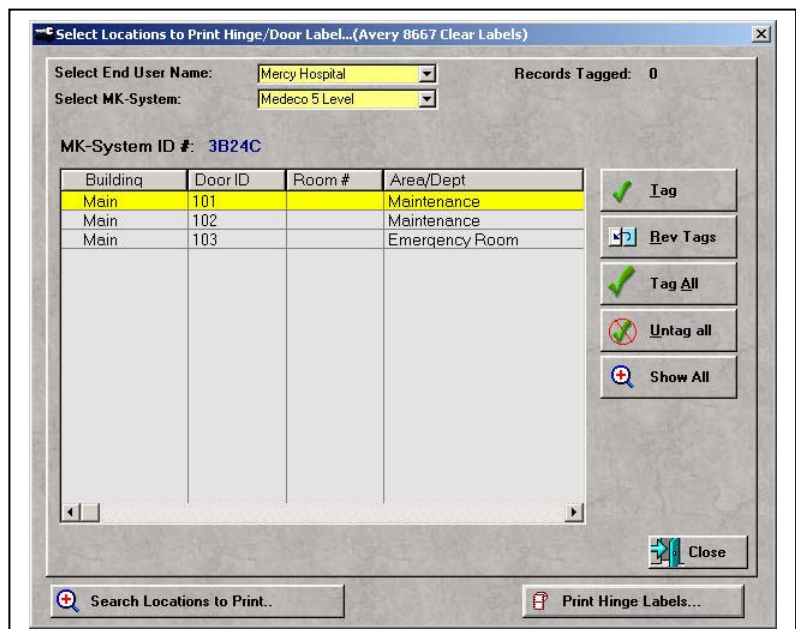 Select Locations to Print Hinge/Door Label...(Avery 8667 Clear Labels)
Select End User Name: Mercy Hospital Records Tagged: 0
Select MK-System: Medeco 5 Level
MK-System ID #: 3B24C
Building Door ID Room # Area/Dept
Main 101 Maintenance
Main 102 Maintenance
Main 103 Emergency Room
Tag
Rev Tags
Tag All
Untag all
Show All
Close
Search Locations to Print..
Print Hinge Labels...